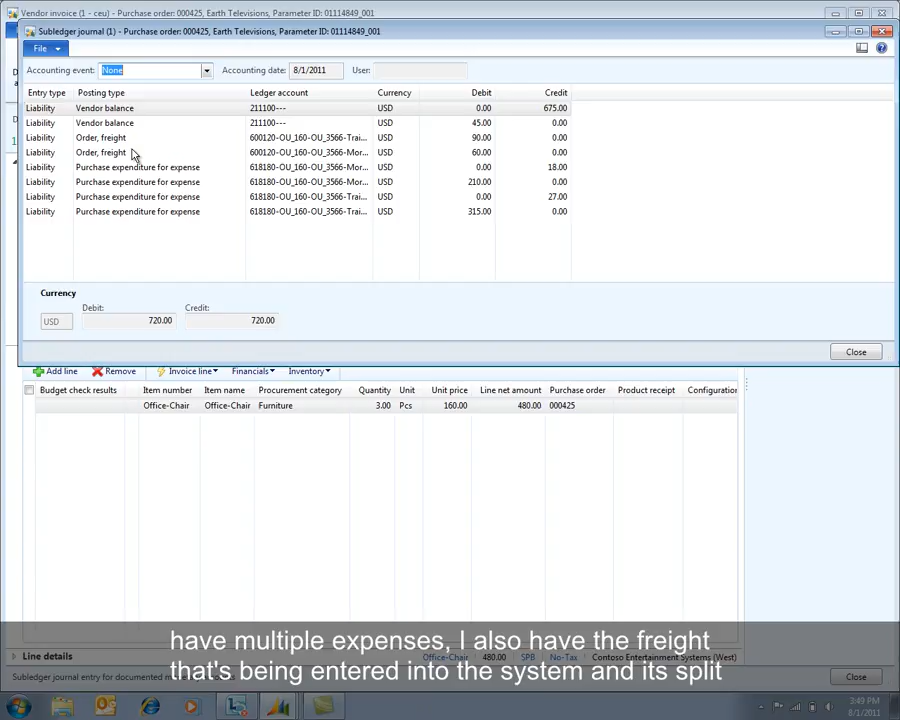 Vendor invoice (1 - ceu) - Purchase order: 000425, Earth Televisions, Parameter ID: 01114849_001
Subledger journal (1) - Purchase order: 000425, Earth Televisions, Parameter ID: 01114849_001
File
Accounting event: None Accounting date: 8/1/2011 User:
Entry type Posting type Ledger account Currency Debit Credit
Liability Vendor balance 211100--- USD 0.00 675.00
Liability Vendor balance 211100--- USD 45.00 0.00
Liability Order, freight 600120-OU_160-OU_3566-Trai... USD 90.00 0.00
Liability Order, freight 600120-OU_160-OU_3566-Mor... USD 60.00 0.00
Liability Purchase expenditure for expense 618180-OU_160-OU_3566-Mor... USD 0.00 18.00
Liability Purchase expenditure for expense 618180-OU_160-OU_3566-Mor... USD 210.00 0.00
Liability Purchase expenditure for expense 618180-OU_160-OU_3566-Trai... USD 0.00 27.00
Liability Purchase expenditure for expense 618180-OU_160-OU_3566-Trai... USD 315.00 0.00
Currency
Debit: Credit:
USD 720.00 720.00
Close
Add line Remove Invoice line Financials Inventory
Budget check results Item number Item name Procurement category Quantity Unit Unit price Line net amount Purchase order Product receipt Configuration
Office-Chair Office-Chair Furniture 3.00 Pcs 160.00 480.00 000425
have multiple expenses, I also have the freight
that's being entered into the system and its split
Line details Office-Chair 480.00 SPB No-Tax Contoso Entertainment Systems (West)
Close
3:49 PM
8/1/2011